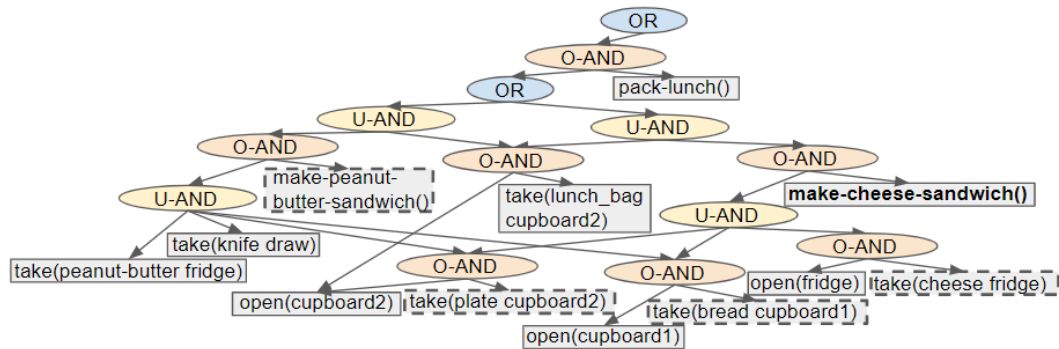 OR
O-AND
OR
pack-lunch()
U-AND
U-AND
O-AND
O-AND
O-AND
make-peanut-
butter-sandwich()
take(lunch_bag
cupboard2)
make-cheese-sandwich()
U-AND
U-AND
take(knife draw)
take(peanut-butter fridge)
O-AND
O-AND
O-AND
open(cupboard2)
take(plate cupboard2)
open(fridge)
take(cheese fridge)
take(bread cupboard1)
open(cupboard1)